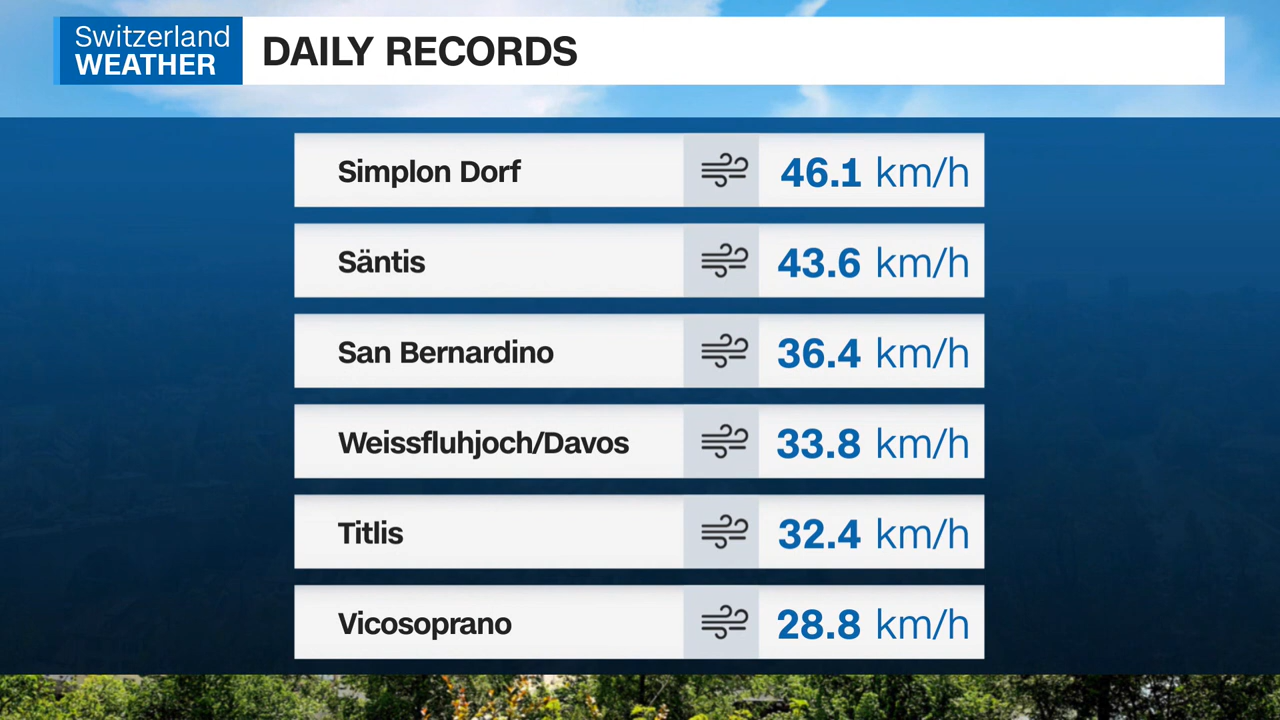 Switzerland
WEATHER
DAILY RECORDS
Simplon Dorf 46.1 km/h
Säntis 43.6 km/h
San Bernardino 36.4 km/h
Weissfluhjoch/Davos 33.8 km/h
Titlis 32.4 km/h
Vicosoprano 28.8 km/h